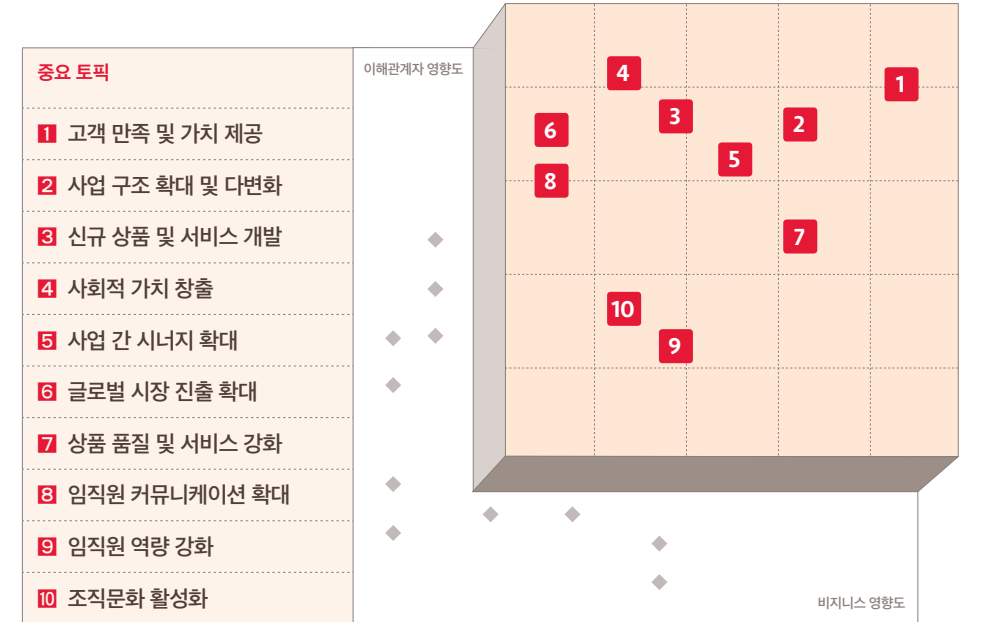 중요 토픽
1 고객 만족 및 가치 제공
2 사업 구조 확대 및 다변화
3 신규 상품 및 서비스 개발
4 사회적 가치 창출
5 사업 간 시너지 확대
6 글로벌 시장 진출 확대
7 상품 품질 및 서비스 강화
8 임직원 커뮤니케이션 확대
9 임직원 역량 강화
10 조직문화 활성화
이해관계자 영향도
4
1
3
2
6
5
8
7
10
9
비지니스 영향도